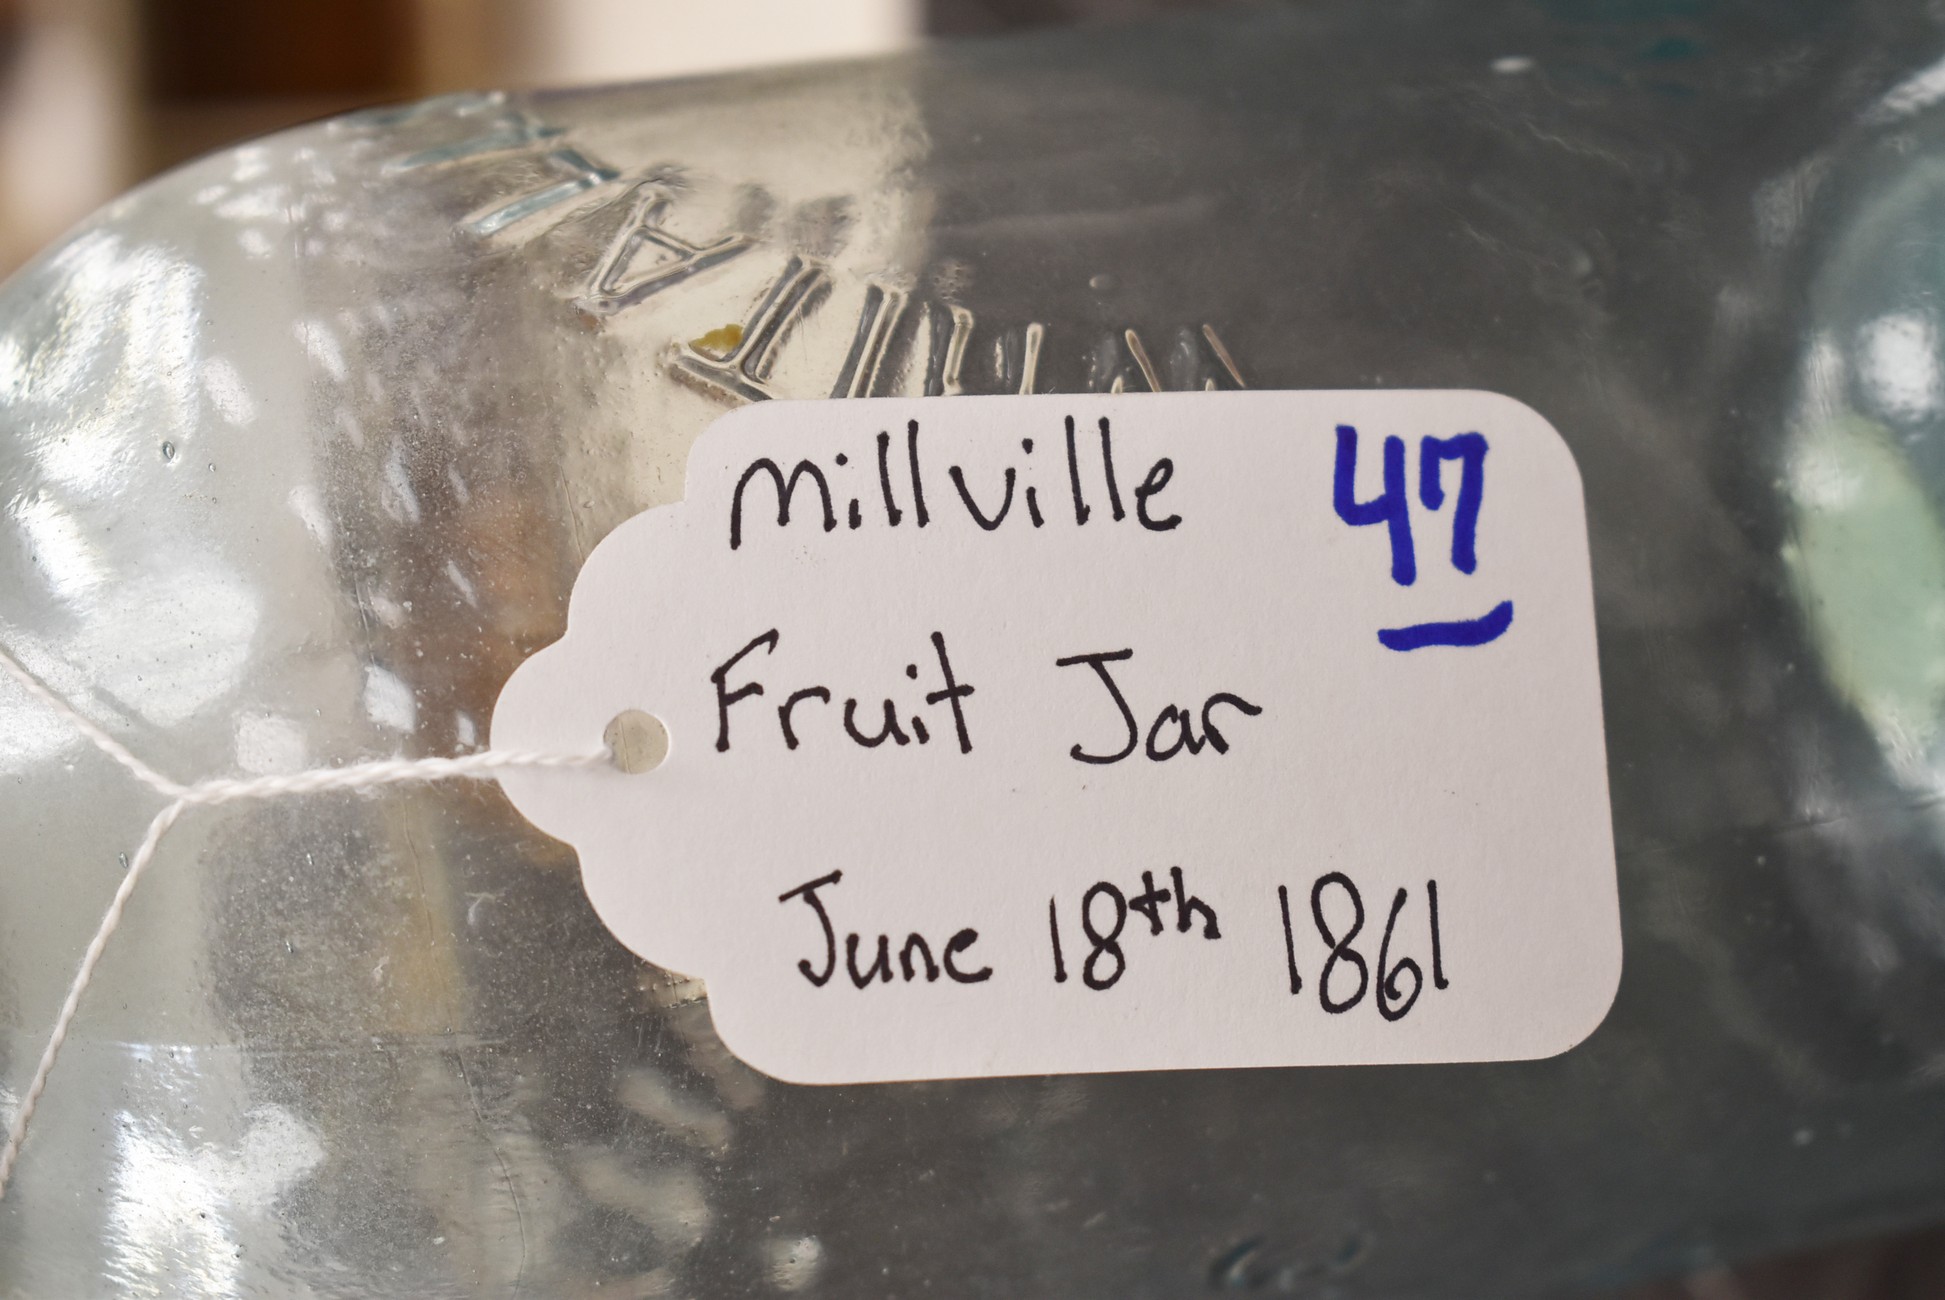 Millville 47
Fruit Jar
June 18th 1861